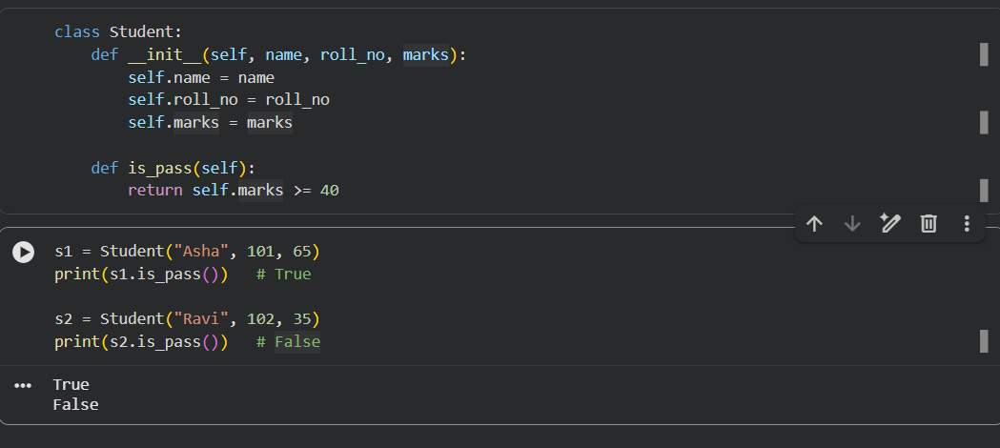 class Student:
    def __init__(self, name, roll_no, marks):
        self.name = name
        self.roll_no = roll_no
        self.marks = marks
    def is_pass(self):
        return self.marks >= 40
s1 = Student("Asha", 101, 65)
print(s1.is_pass())   # True
s2 = Student("Ravi", 102, 35)
print(s2.is_pass())   # False
True
False